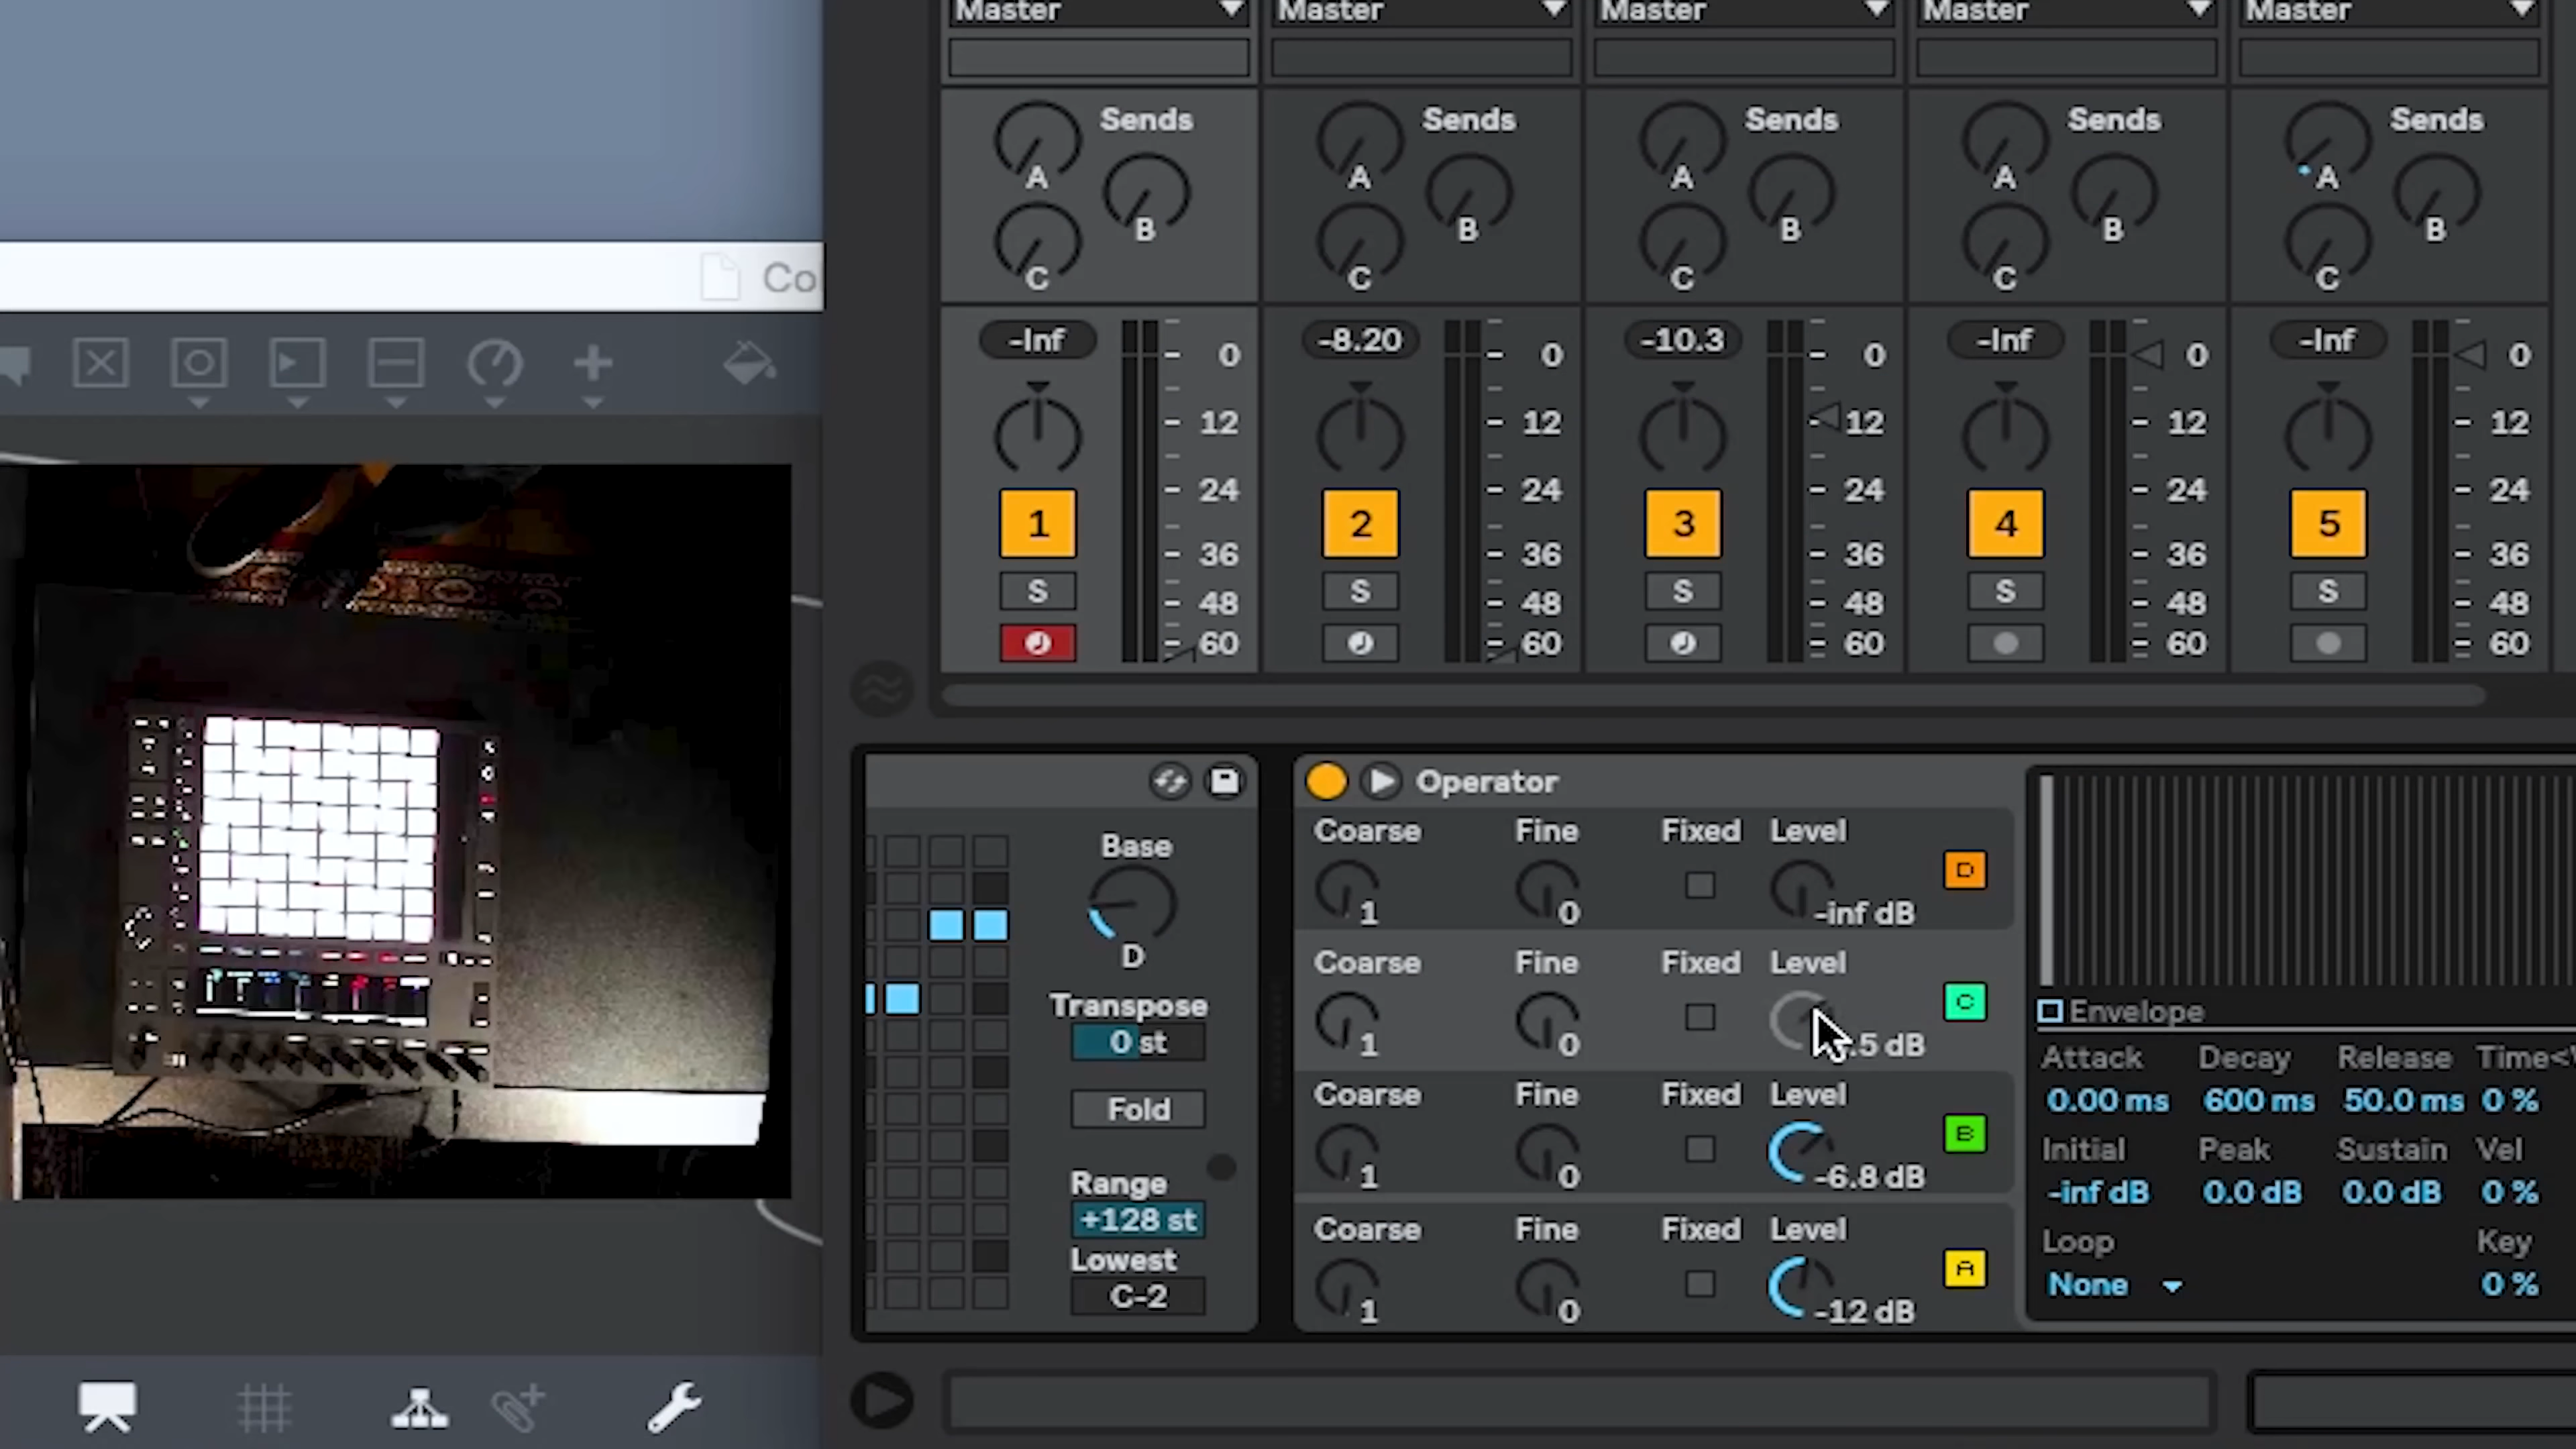 Master Master Master Master Master
Sends Sends Sends Sends Sends
A A A A A
B B B B B
C C C C C
Co
-Inf 0 -8.20 0 -10.3 0 -Inf 0 -Inf 0
12 12 12 12 12
24 24 24 24 24
1 2 3 4 5
36 36 36 36 36
S S S S S
48 48 48 48 48
60 60 60 60 60
Operator
Base
D
Transpose
0 st
Fold
Range
+128 st
Lowest
C-2
Coarse Fine Fixed Level
1 0 -inf dB
D
Coarse Fine Fixed Level
1 0 .5 dB
C
Coarse Fine Fixed Level
1 0 -6.8 dB
B
Coarse Fine Fixed Level
1 0 -12 dB
A
Envelope
Attack Decay Release Time<
0.00 ms 600 ms 50.0 ms 0 %
Initial Peak Sustain Vel
-inf dB 0.0 dB 0.0 dB 0 %
Loop Key
None 0 %